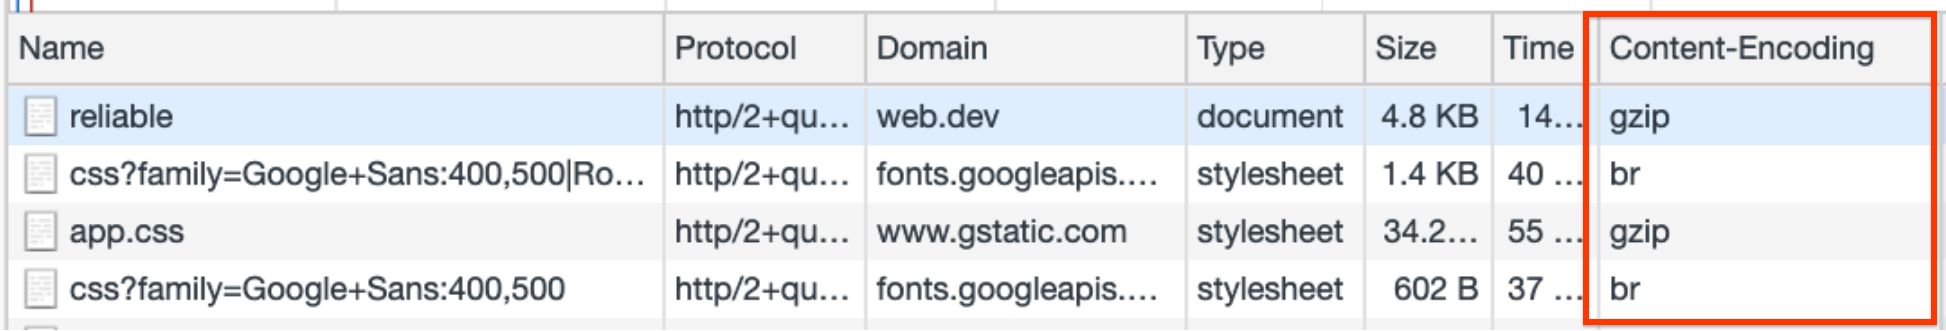 Name Protocol Domain Type Size Time Content-Encoding
reliable http/2+qu... web.dev document 4.8 KB 14... gzip
css?family=Google+Sans:400,500|Ro... http/2+qu... fonts.googleapis.... stylesheet 1.4 KB 40 ... br
app.css http/2+qu... www.gstatic.com stylesheet 34.2... 55 ... gzip
css?family=Google+Sans:400,500 http/2+qu... fonts.googleapis.... stylesheet 602 B 37 ... br